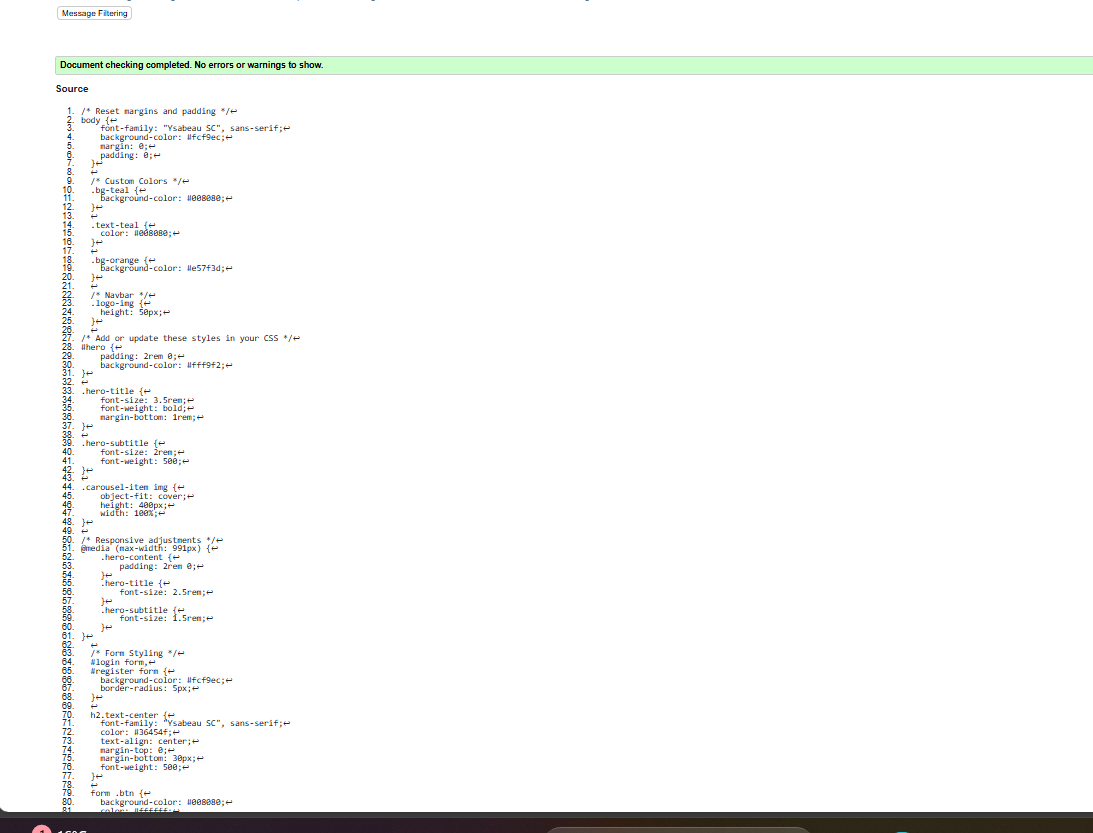 Message Filtering
Document checking completed. No errors or warnings to show.
Source
1. /* Reset margins and padding */↩
2. body {↩
3. font-family: "Ysabeau SC", sans-serif;↩
4. background-color: #fcf9ec;↩
5. margin: 0;↩
6. padding: 0;↩
7. }↩
8. ↩
9. /* Custom Colors */↩
10. .bg-teal {↩
11. background-color: #008080;↩
12. }↩
13. ↩
14. .text-teal {↩
15. color: #008080;↩
16. }↩
17. ↩
18. .bg-orange {↩
19. background-color: #e57f3d;↩
20. }↩
21. ↩
22. /* Navbar */↩
23. .logo-img {↩
24. height: 50px;↩
25. }↩
26. ↩
27. /* Add or update these styles in your CSS */↩
28. #hero {↩
29. padding: 2rem 0;↩
30. background-color: #fff9f2;↩
31. }↩
32. ↩
33. .hero-title {↩
34. font-size: 3.5rem;↩
35. font-weight: bold;↩
36. margin-bottom: 1rem;↩
37. }↩
38. ↩
39. .hero-subtitle {↩
40. font-size: 2rem;↩
41. font-weight: 500;↩
42. }↩
43. ↩
44. .carousel-item img {↩
45. object-fit: cover;↩
46. height: 400px;↩
47. width: 100%;↩
48. }↩
49. ↩
50. /* Responsive adjustments */↩
51. @media (max-width: 991px) {↩
52. .hero-content {↩
53. padding: 2rem 0;↩
54. }↩
55. .hero-title {↩
56. font-size: 2.5rem;↩
57. }↩
58. .hero-subtitle {↩
59. font-size: 1.5rem;↩
60. }↩
61. }↩
62. ↩
63. /* Form Styling */↩
64. #login form,↩
65. #register form {↩
66. background-color: #fcf9ec;↩
67. border-radius: 5px;↩
68. }↩
69. ↩
70. h2.text-center {↩
71. font-family: "Ysabeau SC", sans-serif;↩
72. color: #36454f;↩
73. text-align: center;↩
74. margin-top: 0;↩
75. margin-bottom: 30px;↩
76. font-weight: 500;↩
77. }↩
78. ↩
79. form .btn {↩
80. background-color: #008080;↩
81. color: #ffffff;↩